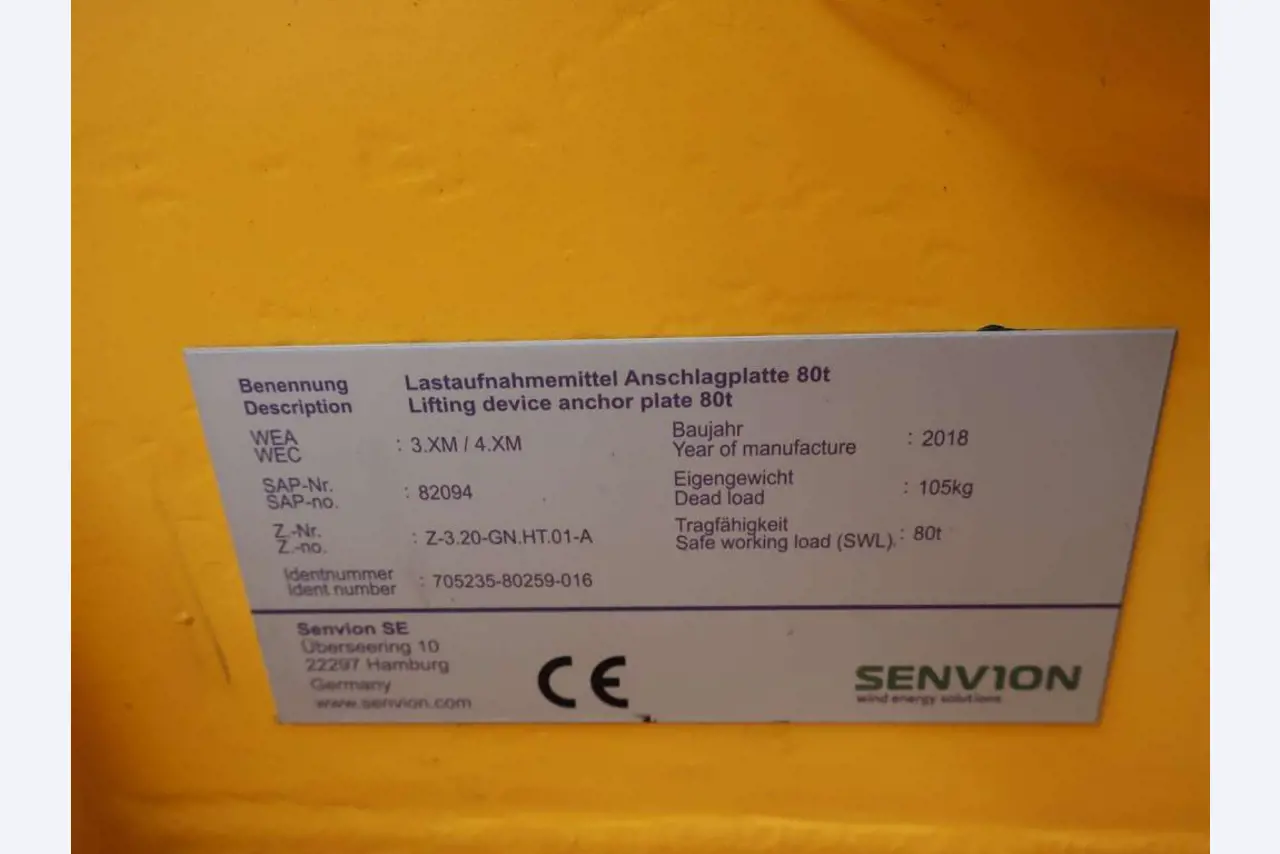 Benennung Lastaufnahmemittel Anschlagplatte 80t
Description Lifting device anchor plate 80t
WEA
WEC : 3.XM / 4.XM
SAP-Nr.
SAP-no. : 82094
Z.-Nr.
Z.-no. : Z-3.20-GN.HT.01-A
Identnummer
Ident number : 705235-80259-016
Baujahr
Year of manufacture : 2018
Eigengewicht
Dead load : 105kg
Tragfähigkeit
Safe working load (SWL) : 80t
Senvion SE
Überseering 10
22297 Hamburg
Germany
www.senvion.com
CE
SENVION
wind energy solutions